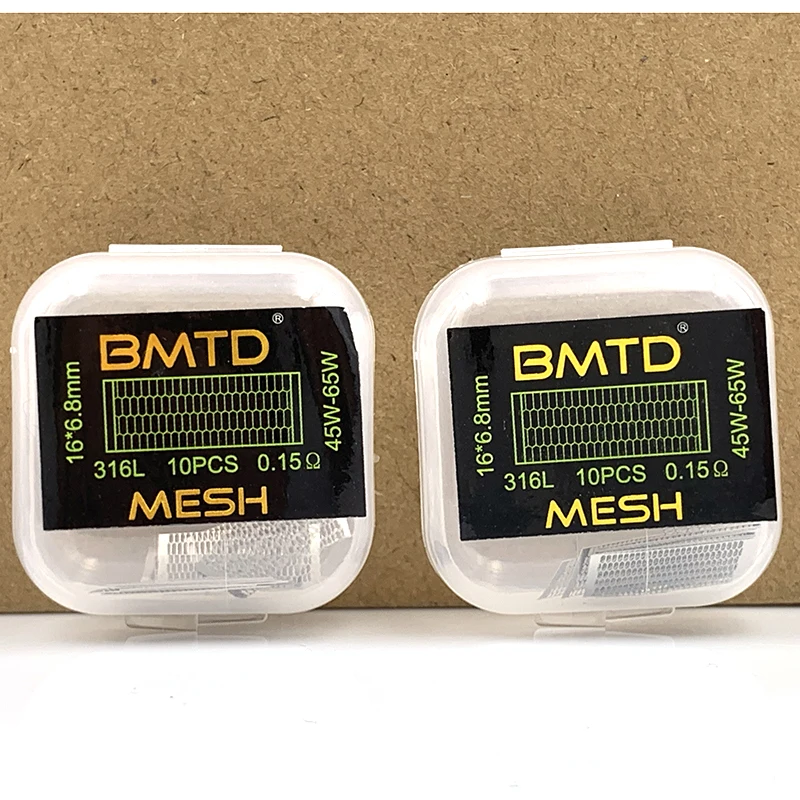 BMTD®
16*6.8mm
45W-65W
316L 10PCS 0.15Ω
MESH
BMTD®
16*6.8mm
45W-65W
316L 10PCS 0.15Ω
MESH